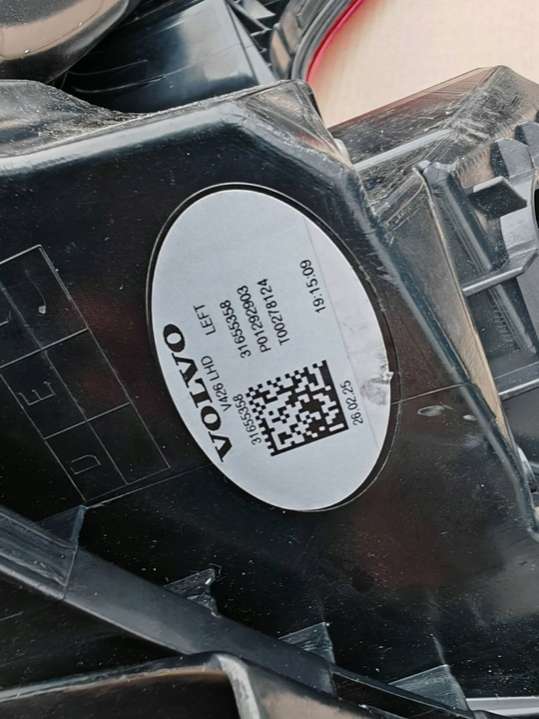 VOLVO
V426 LHD LEFT
31655358 31655358
P01292903
T00278124
26.02.25 19:15:09